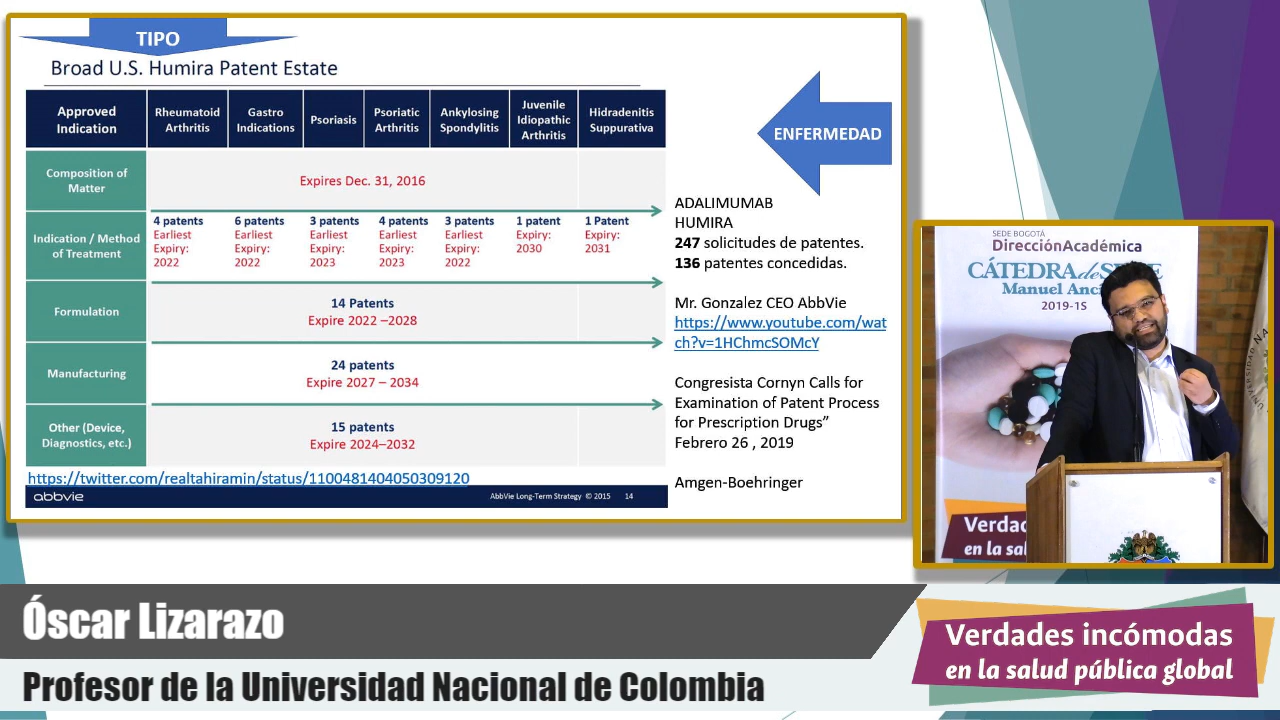 TIPO
Broad U.S. Humira Patent Estate
Approved Indication
Rheumatoid Arthritis
Gastro Indications
Psoriasis
Psoriatic Arthritis
Ankylosing Spondylitis
Juvenile Idiopathic Arthritis
Hidradenitis Suppurativa
Composition of Matter
Expires Dec. 31, 2016
Indication / Method of Treatment
4 patents
Earliest
Expiry:
2022
6 patents
Earliest
Expiry:
2022
3 patents
Earliest
Expiry:
2023
4 patents
Earliest
Expiry:
2023
3 patents
Earliest
Expiry:
2022
1 patent
Expiry:
2030
1 Patent
Expiry:
2031
Formulation
14 Patents
Expire 2022 –2028
Manufacturing
24 patents
Expire 2027 – 2034
Other (Device, Diagnostics, etc.)
15 patents
Expire 2024–2032
https://twitter.com/realtahiramin/status/1100481404050309120
abbvie
AbbVie Long-Term Strategy © 2015 14
ENFERMEDAD
ADALIMUMAB
HUMIRA
247 solicitudes de patentes.
136 patentes concedidas.
Mr. Gonzalez CEO AbbVie
https://www.youtube.com/wat
ch?v=1HChmcSOMcY
Congresista Cornyn Calls for
Examination of Patent Process
for Prescription Drugs”
Febrero 26 , 2019
Amgen-Boehringer
SEDE BOGOTÁ
DirecciónAcadémica
CÁTEDRA de
Manuel
2019-1S
en la
Óscar Lizarazo
Profesor de la Universidad Nacional de Colombia
Verdades incómodas
en la salud pública global